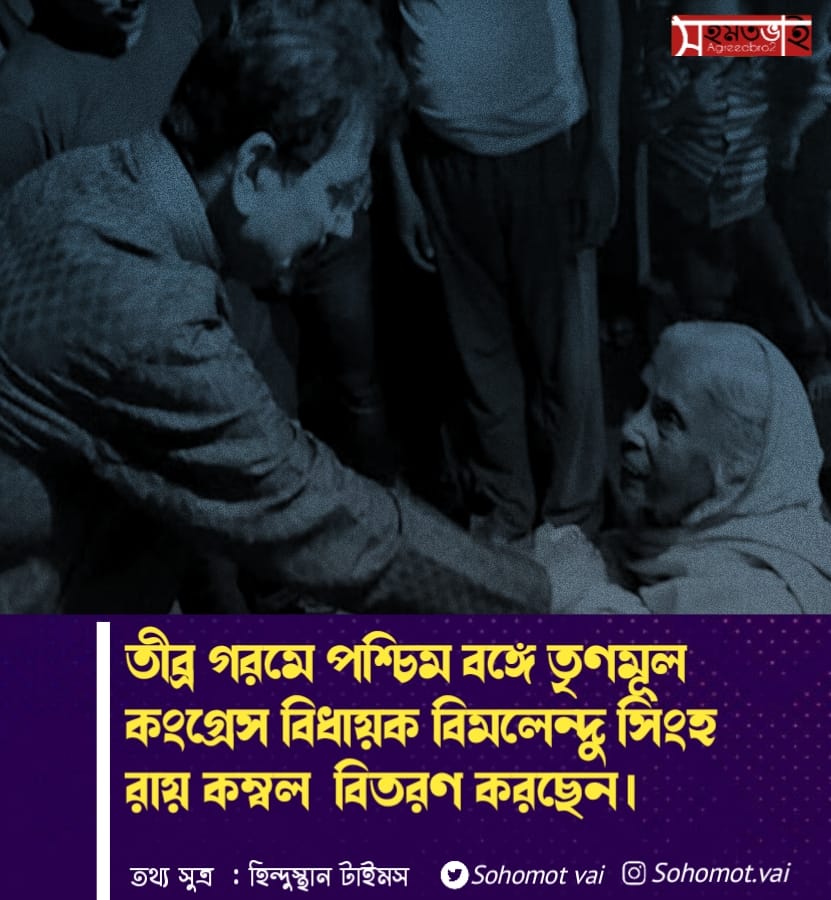 সহমতভাই
Agreeabro2
তীব্র গরমে পশ্চিম বঙ্গে তৃণমূল
কংগ্রেস বিধায়ক বিমলেন্দু সিংহ
রায় কম্বল বিতরণ করছেন।
তথ্য সুত্র : হিন্দুস্থান টাইমস Sohomot vai Sohomot.vai